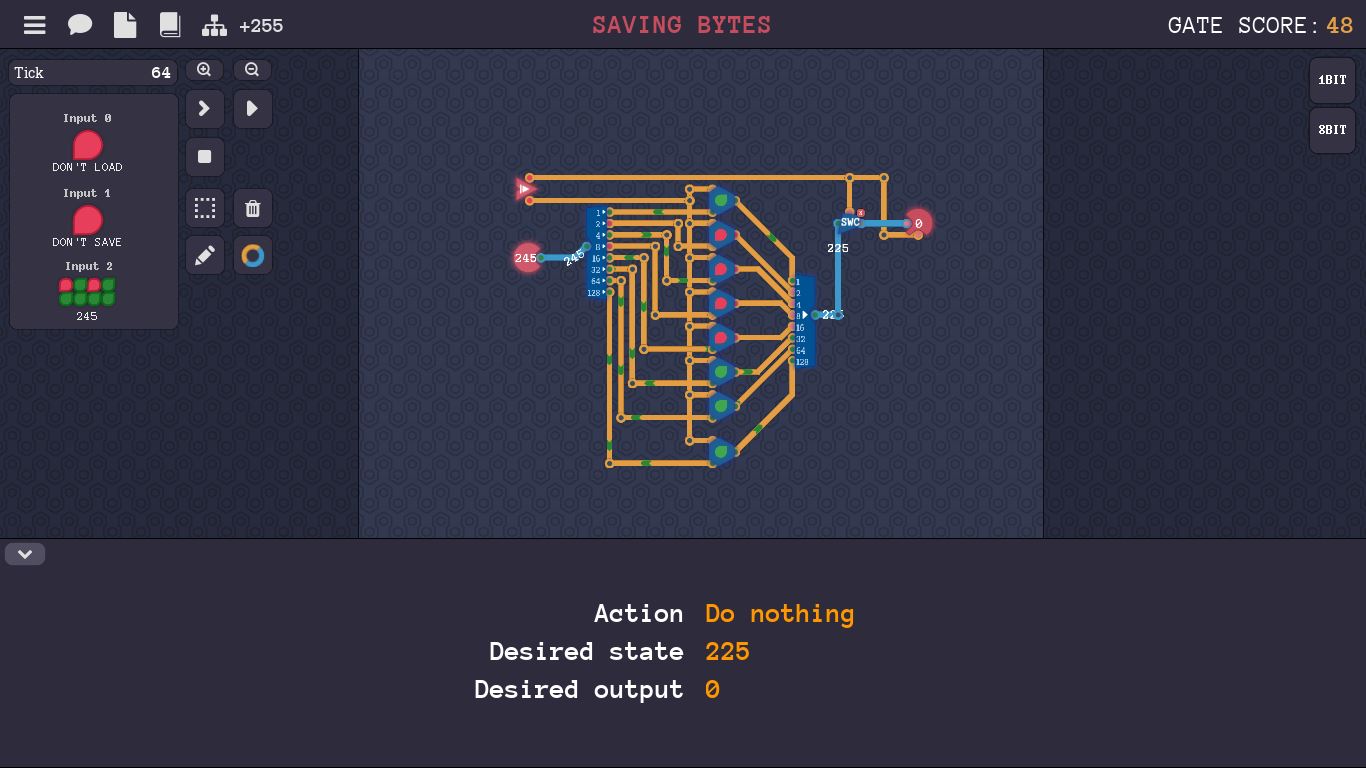 +255
SAVING BYTES
GATE SCORE: 48
Tick 64
Input 0
DON'T LOAD
Input 1
DON'T SAVE
Input 2
245
1BIT
8BIT
1
2
4
8
16
32
64
128
245
245
SWC
0
225
1
2
4
8
16
32
64
128
225
Action Do nothing
Desired state 225
Desired output 0